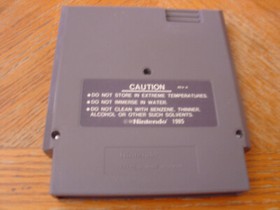 CAUTION
•DO NOT STORE IN EXTREME TEMPERATURES.
•DO NOT IMMERSE IN WATER.
•DO NOT CLEAN WITH BENZENE, THINNER,
ALCOHOL OR OTHER SUCH SOLVENTS.
©Nintendo 1985